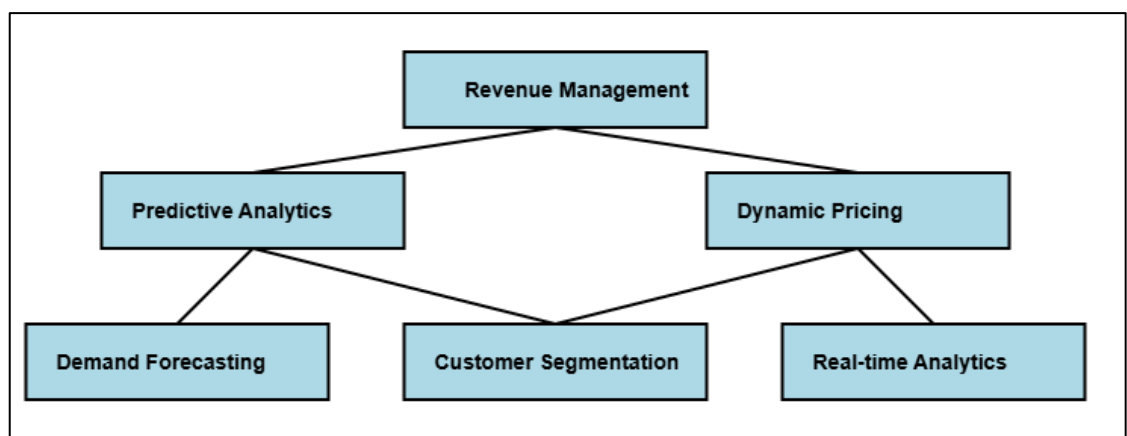 Revenue Management
Predictive Analytics
Dynamic Pricing
Demand Forecasting
Customer Segmentation
Real-time Analytics